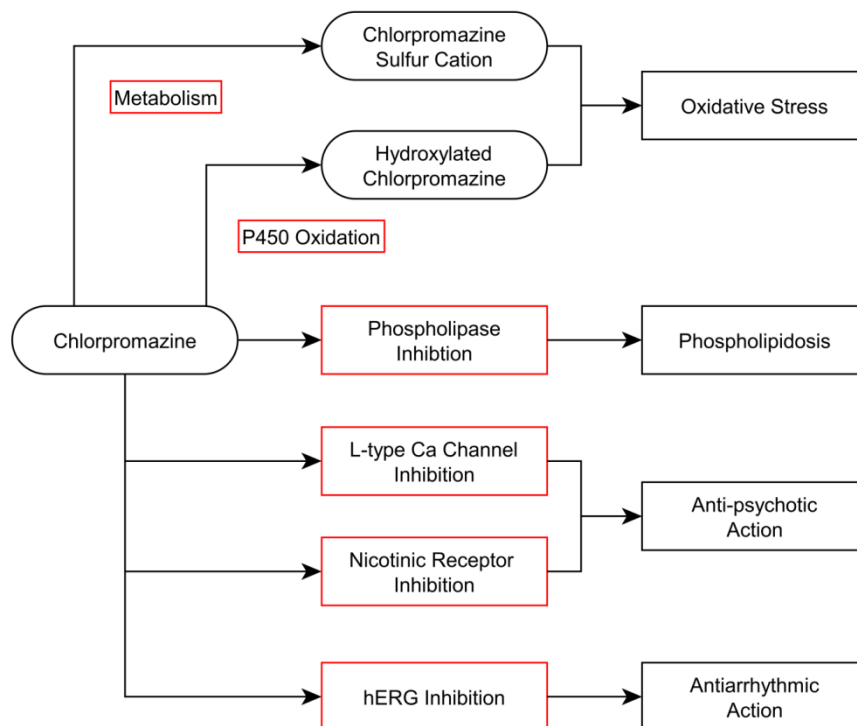 Chlorpromazine
Sulfur Cation
Metabolism
Oxidative Stress
Hydroxylated
Chlorpromazine
P450 Oxidation
Chlorpromazine
Phospholipase
Inhibtion
Phospholipidosis
L-type Ca Channel
Inhibition
Anti-psychotic
Action
Nicotinic Receptor
Inhibition
hERG Inhibition
Antiarrhythmic
Action